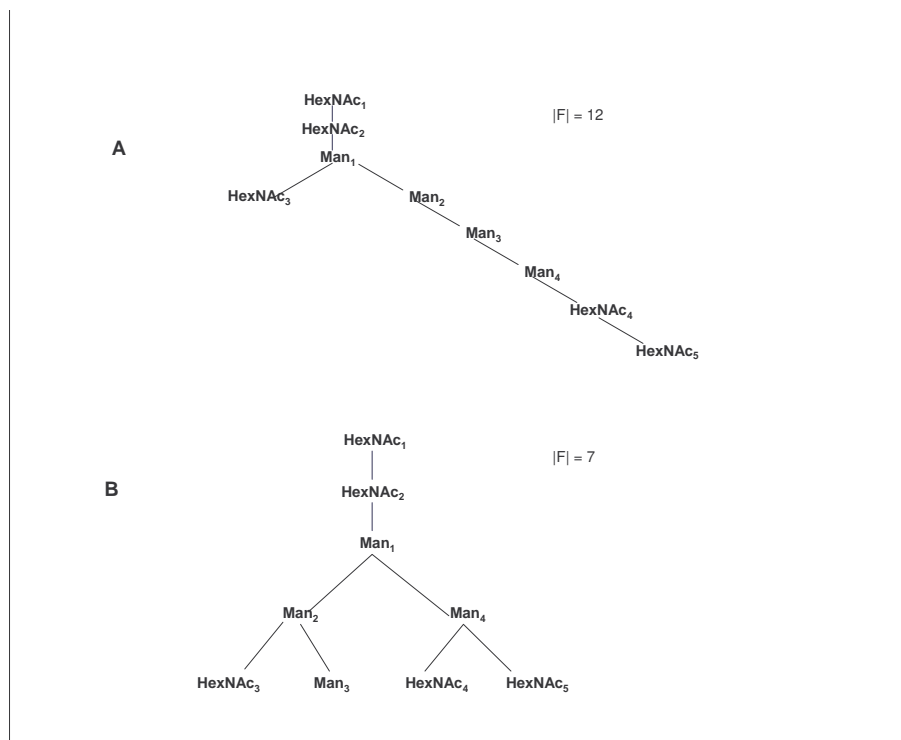 HexNAc₁
|F| = 12
HexNAc₂
A
Man₁
HexNAc₃
Man₂
Man₃
Man₄
HexNAc₄
HexNAc₅
HexNAc₁
|F| = 7
B
HexNAc₂
Man₁
Man₂ Man₄
HexNAc₃ Man₃ HexNAc₄ HexNAc₅